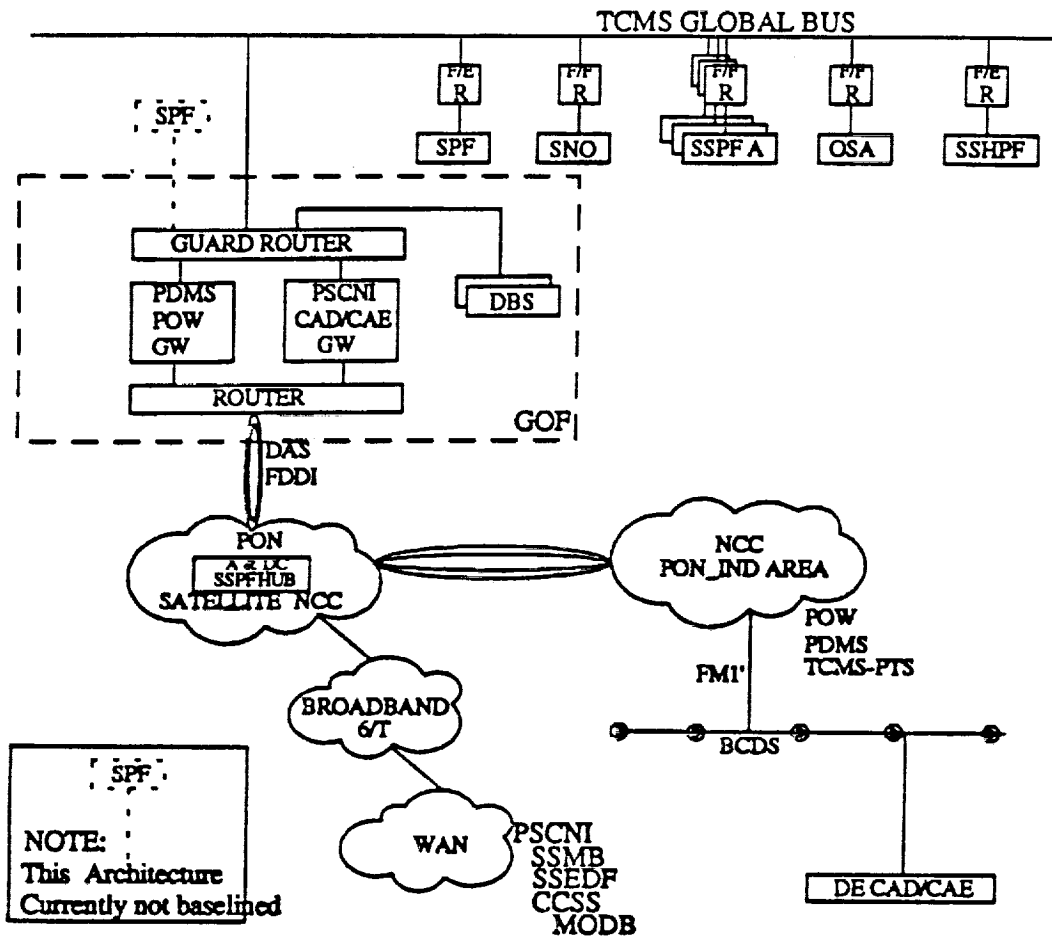 TCMS GLOBAL BUS
F/E
R
F/F
R
F/F
R
F/F
R
F/E
R
SPF
SPF
SNO
SSPF A
OSA
SSHPF
GUARD ROUTER
PDMS
POW
GW
PSCNI
CAD/CAE
GW
DBS
ROUTER
GOF
DAS
FDDI
PON
A & DC
SSPFHUB
SATELLITE NCC
NCC
PON_IND AREA
POW
PDMS
TCMS-PTS
FM1'
BROADBAND
6/T
BCDS
SPF
NOTE:
This Architecture
Currently not baselined
WAN
PSCNI
SSMB
SSEDF
CCSS
MODB
DE CAD/CAE